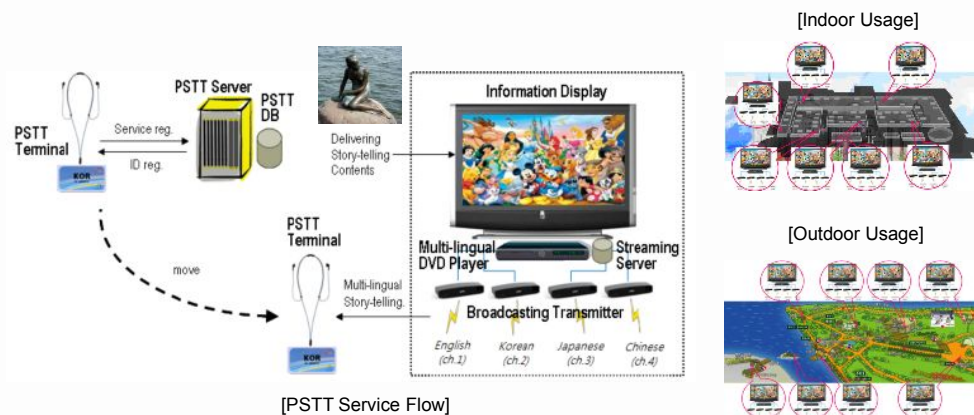 [Indoor Usage]
PSTT Server
PSTT
DB
Information Display
PSTT
Terminal
Service reg.
ID reg.
KOR
Delivering
Story-telling
Contents
[Outdoor Usage]
PSTT
Terminal
Multi-lingual
DVD Player
Streaming
Server
move
Multi-lingual
Story-telling.
Broadcasting Transmitter
English
(ch.1)
Korean
(ch.2)
Japanese
(ch.3)
Chinese
(ch.4)
KOR
[PSTT Service Flow]